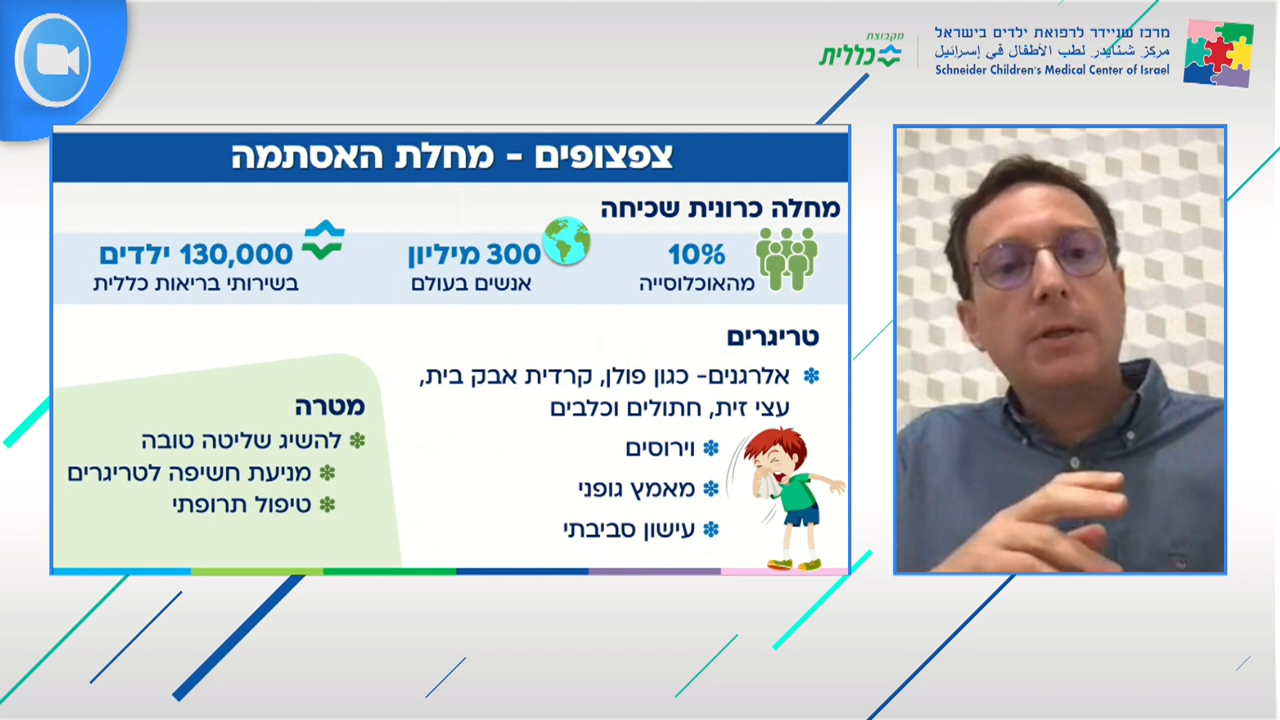 מקבוצת
כללית
מרכז שניידר לרפואת ילדים בישראל
مركز شنايدر لطب الأطفال في إسرائيل
Schneider Children's Medical Center of Israel
צפצופים - מחלת האסתמה
מחלה כרונית שכיחה
10%
מהאוכלוסייה
300 מיליון
אנשים בעולם
130,000 ילדים
בשירותי בריאות כללית
טריגרים
אלרגנים- כגון פולן, קרדית אבק בית,
עצי זית, חתולים וכלבים
וירוסים
מאמץ גופני
עישון סביבתי
מטרה
להשיג שליטה טובה
מניעת חשיפה לטריגרים
טיפול תרופתי